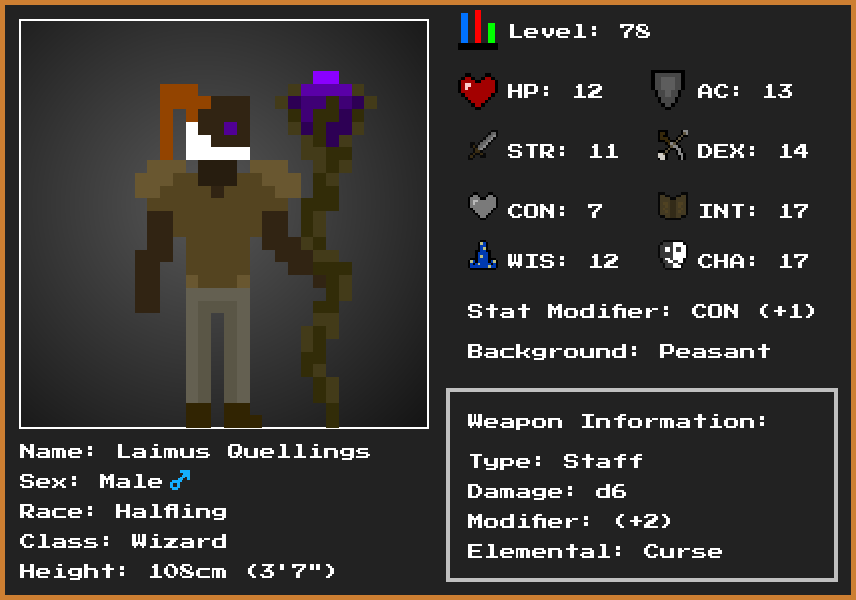 Level: 78
HP: 12 AC: 13
STR: 11 DEX: 14
CON: 7 INT: 17
WIS: 12 CHA: 17
Stat Modifier: CON (+1)
Background: Peasant
Name: Laimus Quellings
Sex: Male ♂
Race: Halfling
Class: Wizard
Height: 108cm (3'7")
Weapon Information:
Type: Staff
Damage: d6
Modifier: (+2)
Elemental: Curse